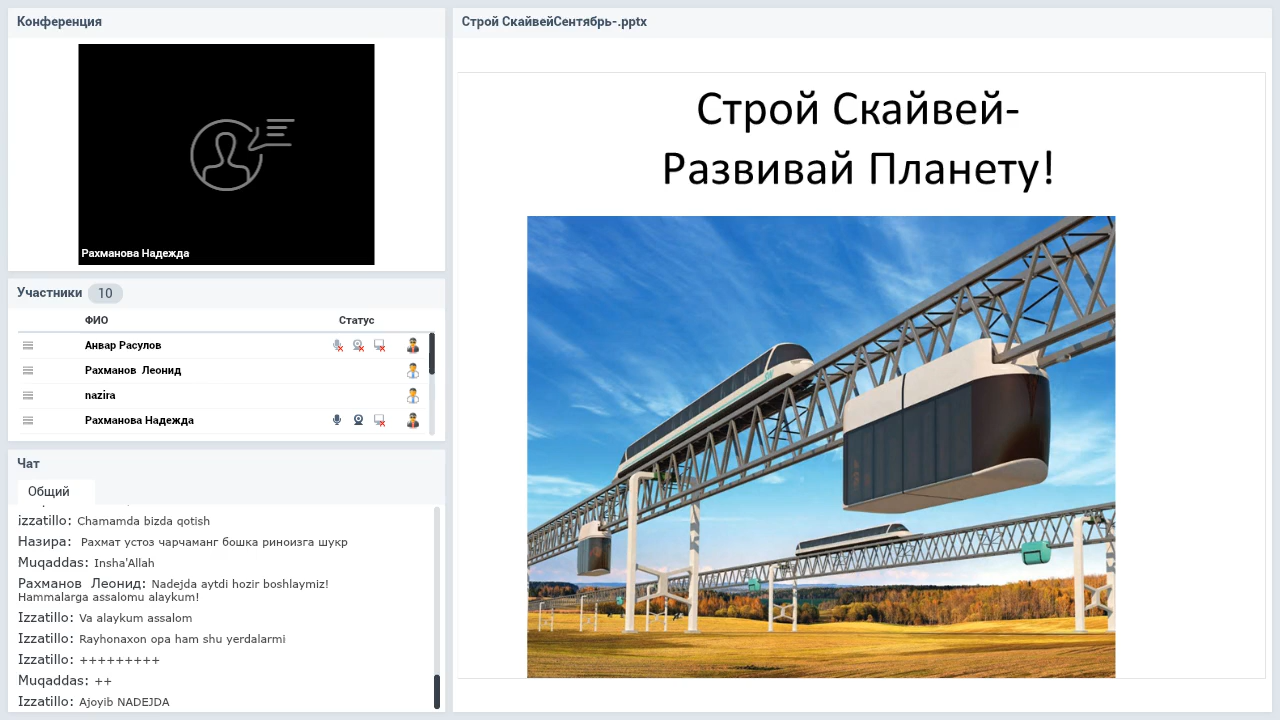 Конференция
Рахманова Надежда
Участники 10
ФИО Статус
Анвар Расулов
Рахманов Леонид
nazira
Рахманова Надежда
Чат
Общий
izzatillo: Chamamda bizda qotish
Назира: Рахмат устоз чарчаманг бошка риноизга шукр
Muqaddas: Insha'Allah
Рахманов Леонид: Nadejda aytdi hozir boshlaymiz!
Hammalarga assalomu alaykum!
Izzatillo: Va alaykum assalom
Izzatillo: Rayhonaxon opa ham shu yerdalarmi
Izzatillo: +++++++++
Muqaddas: ++
Izzatillo: Ajoyib NADEJDA
Строй СкайвейСентябрь-.pptx
Строй Скайвей-
Развивай Планету!